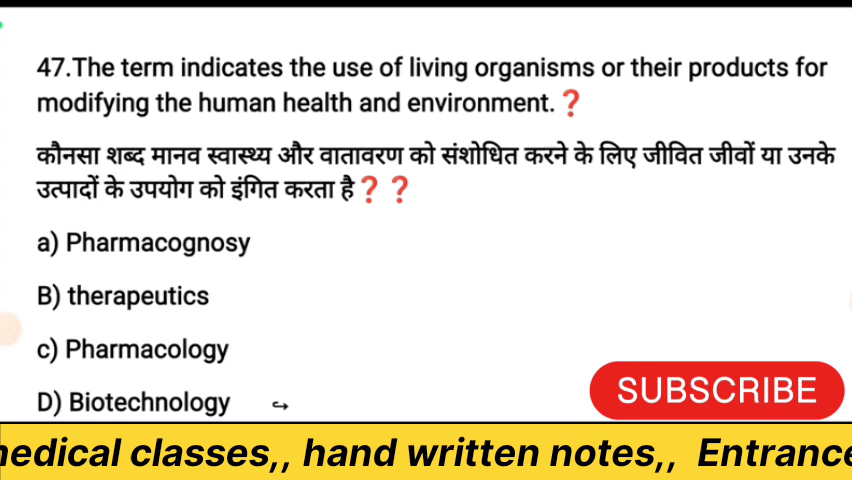 47.The term indicates the use of living organisms or their products for
modifying the human health and environment.❓
कौनसा शब्द मानव स्वास्थ्य और वातावरण को संशोधित करने के लिए जीवित जीवों या उनके
उत्पादों के उपयोग को इंगित करता है❓❓
a) Pharmacognosy
B) therapeutics
c) Pharmacology
D) Biotechnology
SUBSCRIBE
classes,, hand written notes,,